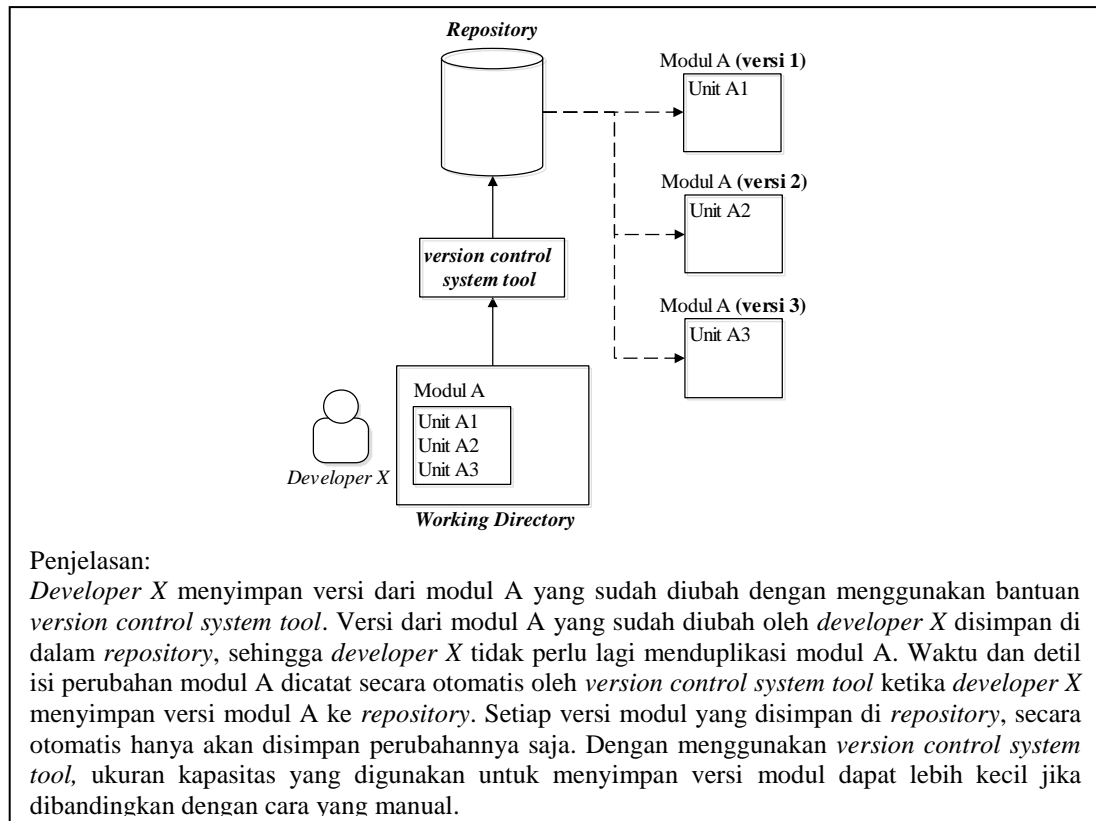 Repository
Modul A (versi 1)
Unit A1
Modul A (versi 2)
Unit A2
version control
system tool
Modul A (versi 3)
Unit A3
Modul A
Unit A1
Unit A2
Unit A3
Developer X
Working Directory
Penjelasan:
Developer X menyimpan versi dari modul A yang sudah diubah dengan menggunakan bantuan
version control system tool. Versi dari modul A yang sudah diubah oleh developer X disimpan di
dalam repository, sehingga developer X tidak perlu lagi menduplikasi modul A. Waktu dan detil
isi perubahan modul A dicatat secara otomatis oleh version control system tool ketika developer X
menyimpan versi modul A ke repository. Setiap versi modul yang disimpan di repository, secara
otomatis hanya akan disimpan perubahannya saja. Dengan menggunakan version control system
tool, ukuran kapasitas yang digunakan untuk menyimpan versi modul dapat lebih kecil jika
dibandingkan dengan cara yang manual.